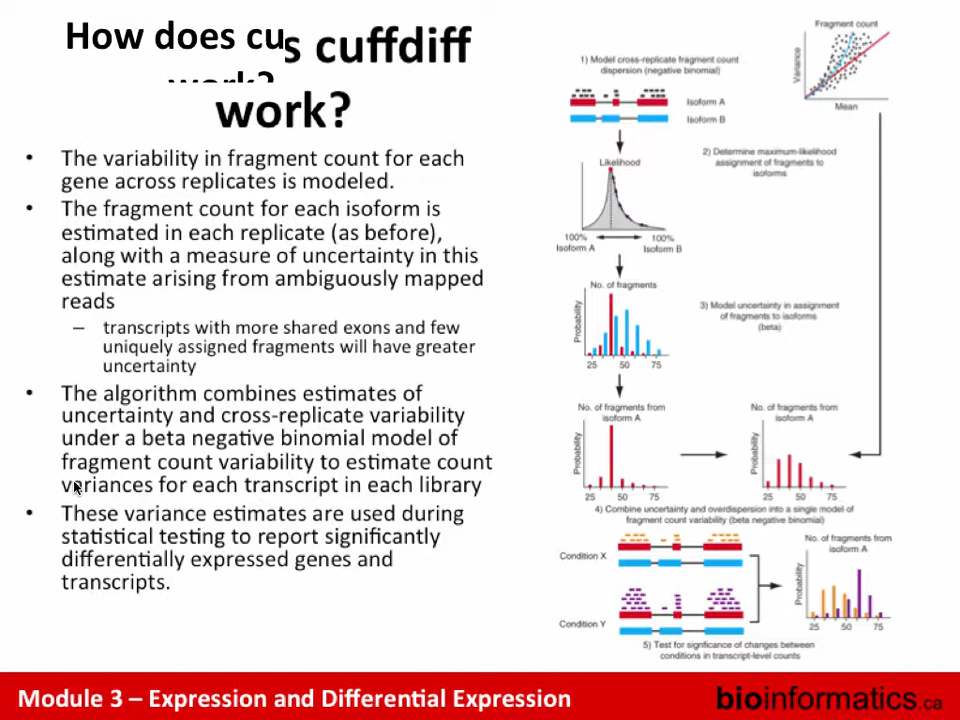 How does cu
s cuffdiff
work?
work?
• The variability in fragment count for each
gene across replicates is modeled.
• The fragment count for each isoform is
estimated in each replicate (as before),
along with a measure of uncertainty in this
estimate arising from ambiguously mapped
reads
– transcripts with more shared exons and few
uniquely assigned fragments will have greater
uncertainty
• The algorithm combines estimates of
uncertainty and cross-replicate variability
under a beta negative binomial model of
fragment count variability to estimate count
variances for each transcript in each library
• These variance estimates are used during
statistical testing to report significantly
differentially expressed genes and
transcripts.
Fragment count
Variance
Mean
1) Model cross-replicate fragment count
dispersion (negative binomial)
Isoform A
Isoform B
2) Determine maximum-likelihood
assignment of fragments to
isoforms
Likelihood
100%
Isoform A
100%
Isoform B
No. of fragments
Probability
25 50 75
3) Model uncertainty in assignment
of fragments to isoforms
(beta)
No. of fragments from
isoform A
Probability
25 50 75
No. of fragments from
isoform A
Probability
25 50 75
4) Combine uncertainty and overdispersion into a single model of
fragment count variability (beta negative binomial)
Condition X
Condition Y
No. of fragments from
isoform A
Probability
25 50 75
5) Test for signficance of changes between
conditions in transcript-level counts
Module 3 – Expression and Differential Expression
bioinformatics.ca